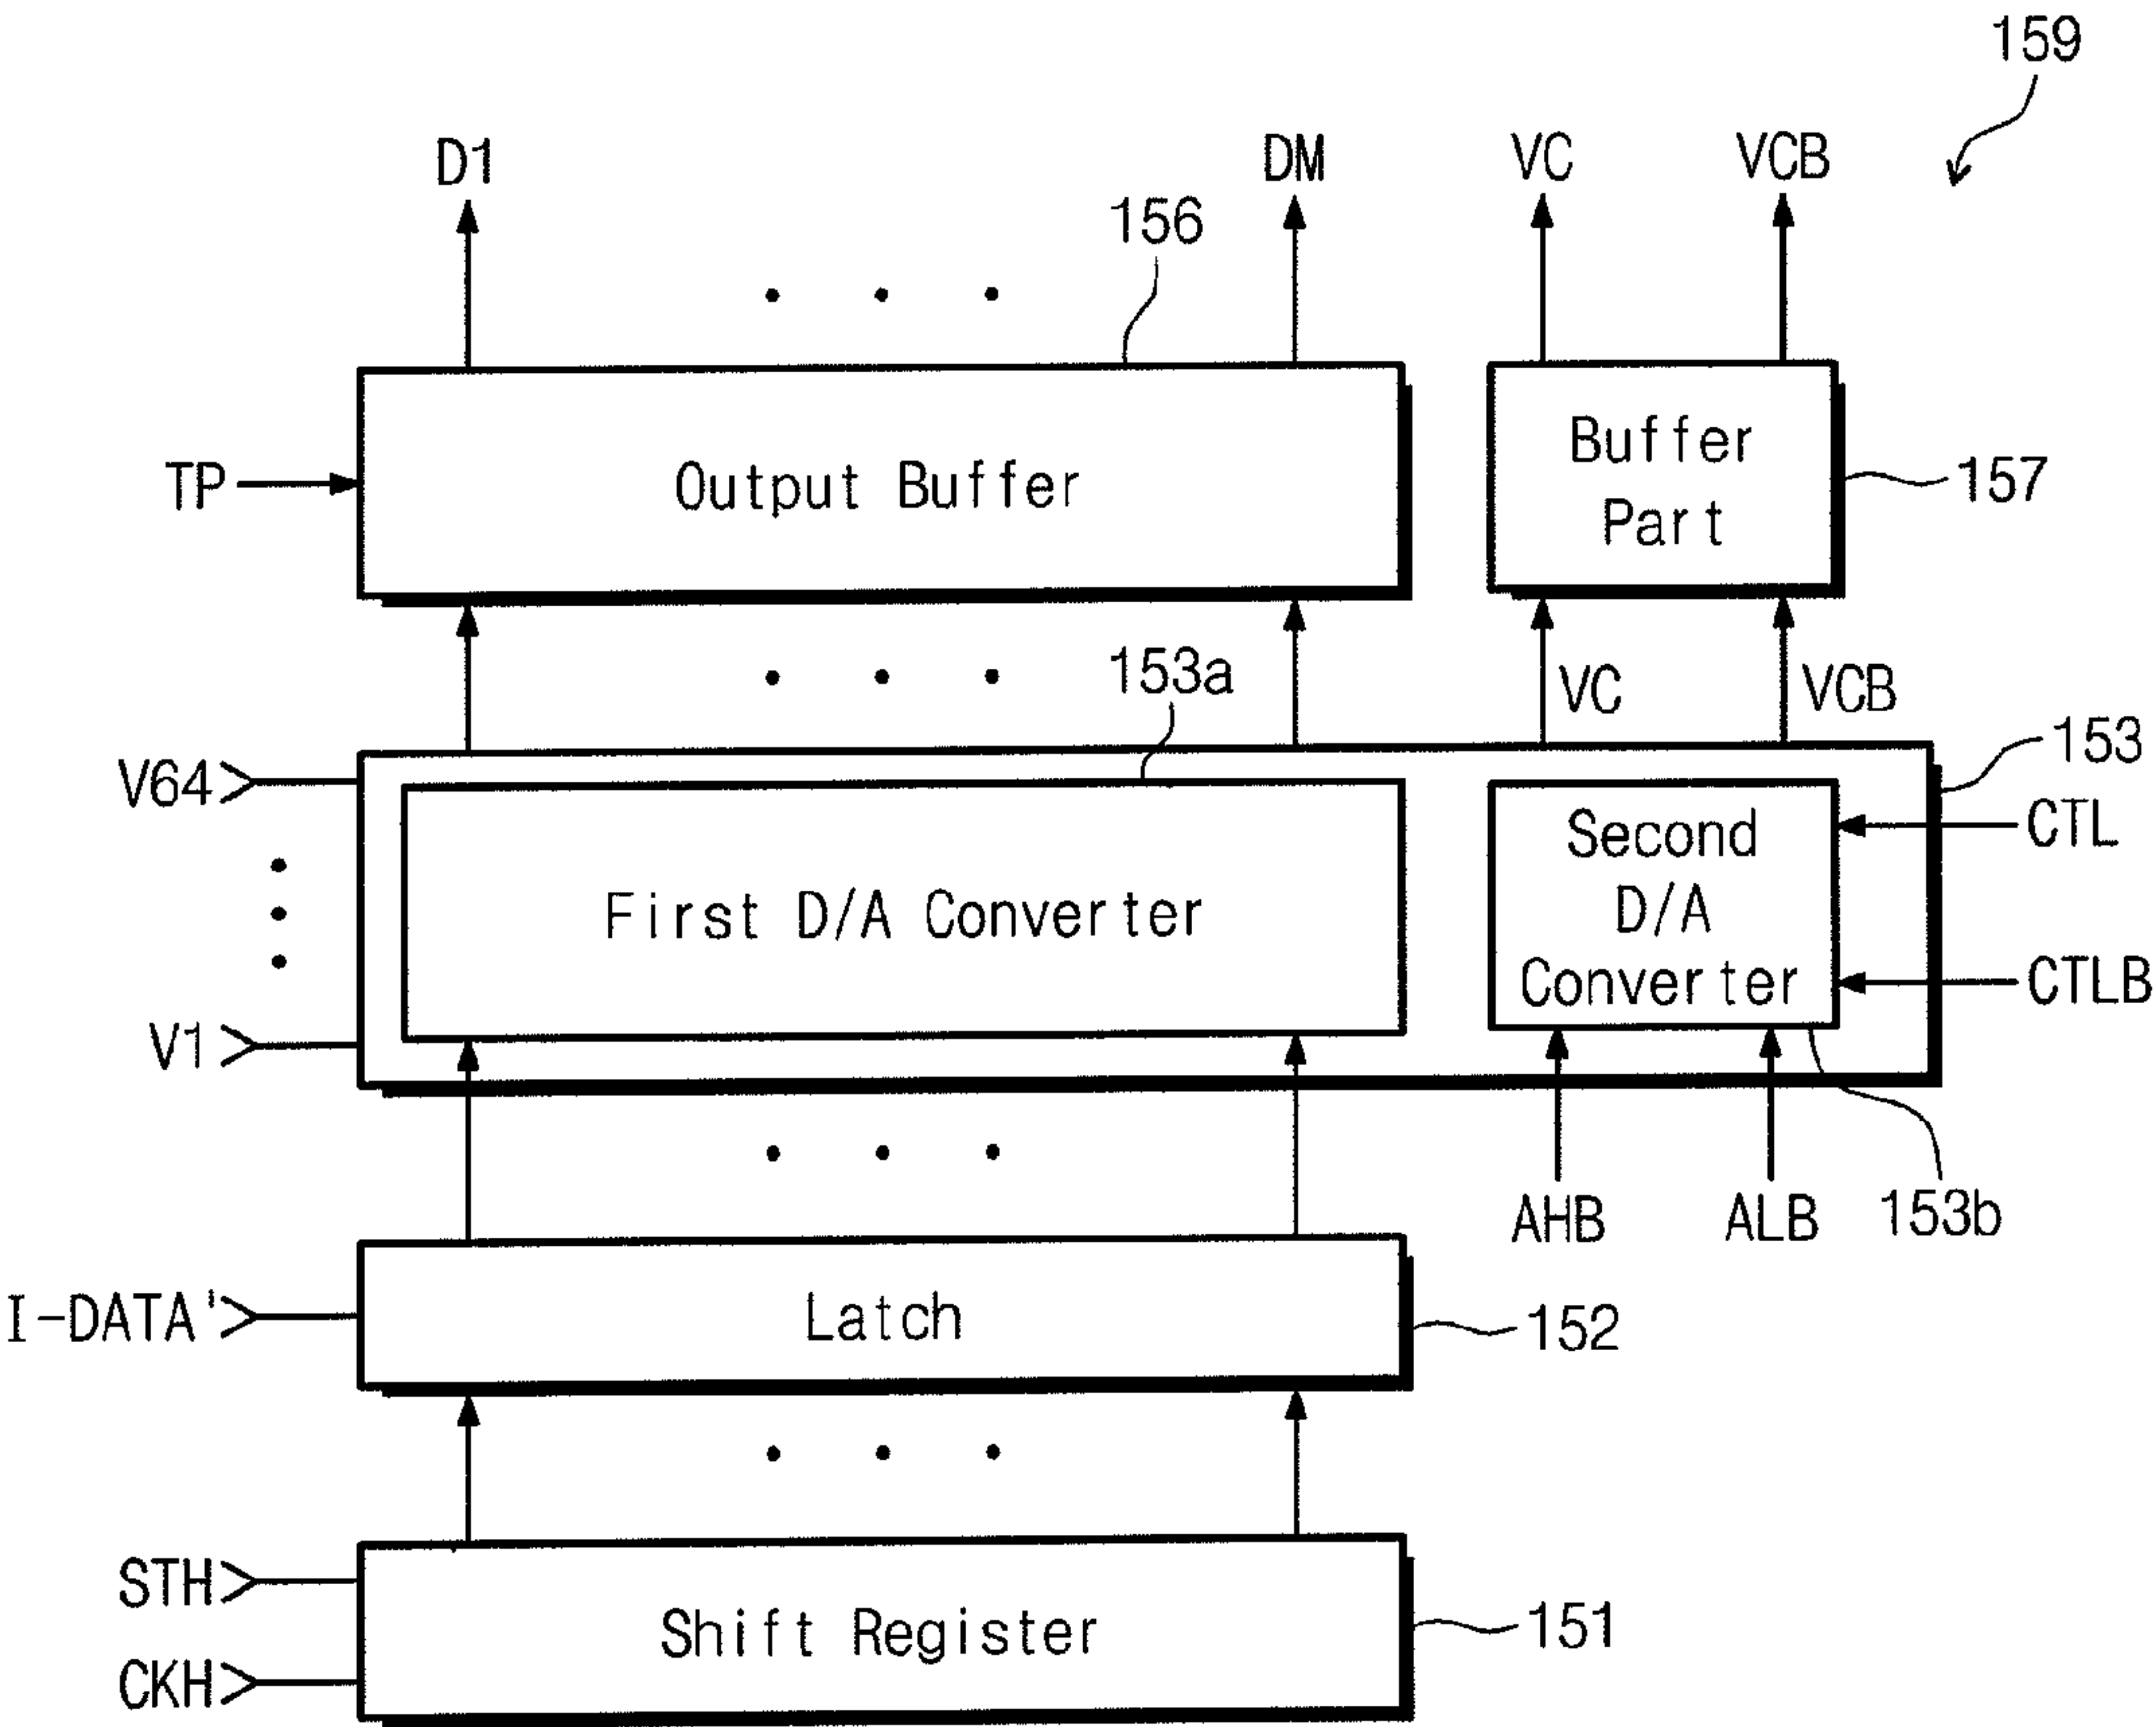 159
D1
DM
VC
VCB
156
TP
Output Buffer
Buffer
Part
157
153a
VC
VCB
153
V64
V1
First D/A Converter
Second
D/A
Converter
CTL
CTLB
AHB
ALB
153b
I-DATA'
Latch
152
STH
CKH
Shift Register
151